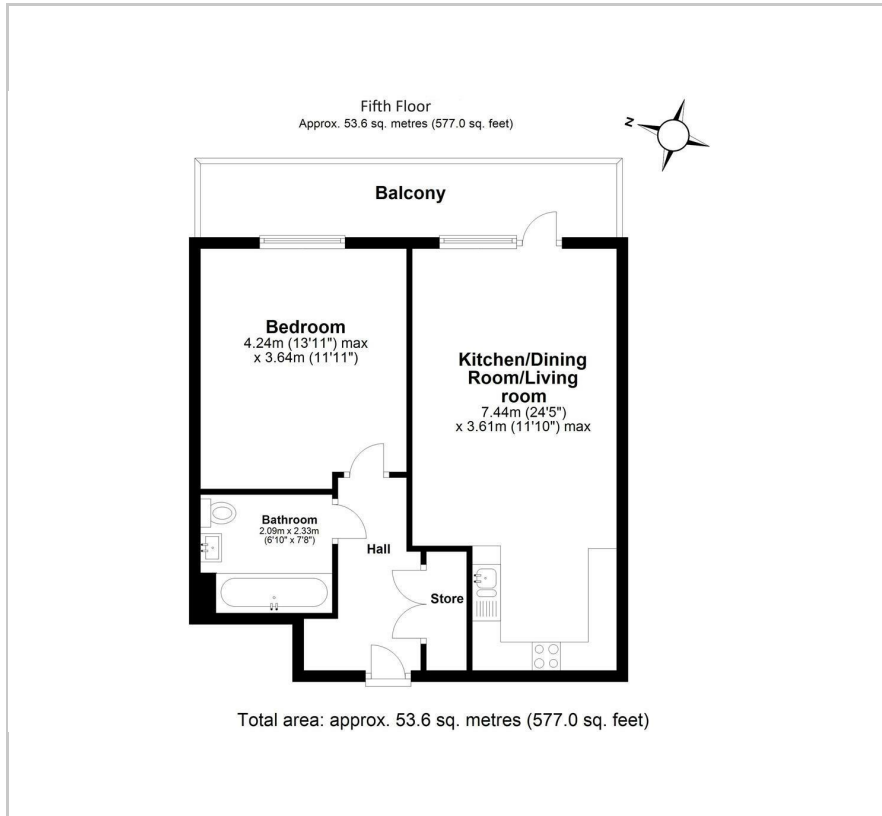 Fifth Floor
Approx. 53.6 sq. metres (577.0 sq. feet)
N
Balcony
Bedroom
4.24m (13'11") max
x 3.64m (11'11")
Kitchen/Dining
Room/Living
room
7.44m (24'5")
x 3.61m (11'10") max
Bathroom
2.09m x 2.33m
(6'10" x 7'8")
Hall
Store
Total area: approx. 53.6 sq. metres (577.0 sq. feet)